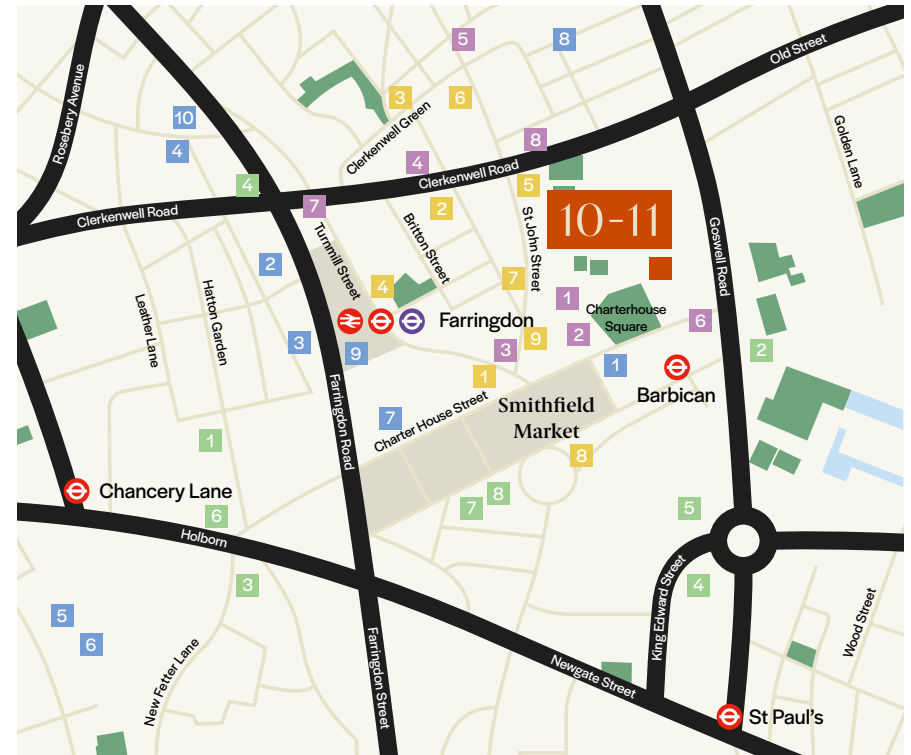 5
8
Old Street
Rosebery Avenue
10
3
6
Clerkenwell Green
Golden Lane
4
8
4
Clerkenwell Road
4
5
7
2
10-11
Clerkenwell Road
Turnmill Street
Britton Street
St John Street
Goswell Road
2
7
4
1
Leather Lane
Hatton Garden
Farringdon
Charterhouse
Square
6
2
3
9
3
9
2
1
1
Barbican
Farringdon Road
Smithfield
Market
7
Charter House Street
1
8
Chancery Lane
8
7
5
6
Holborn
3
4
King Edward Street
Wood Street
5
6
New Fetter Lane
Farringdon Street
Newgate Street
St Paul's